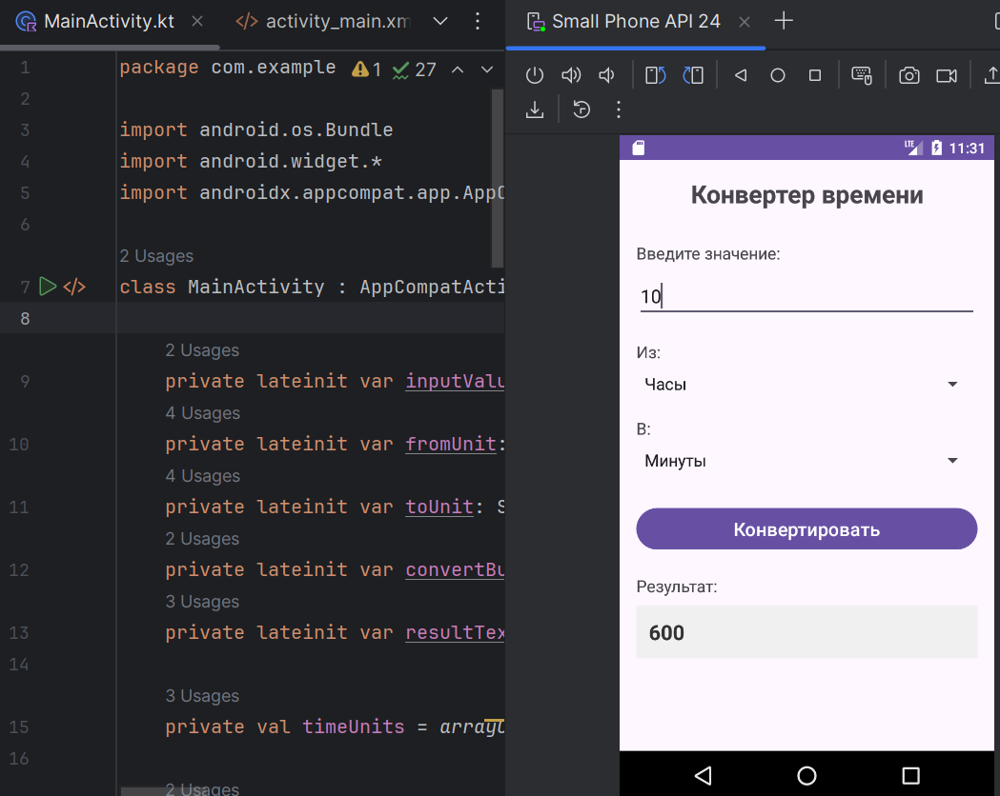 MainActivity.kt
activity_main.xm
1 package com.example 1 27
2
3 import android.os.Bundle
4 import android.widget.*
5 import androidx.appcompat.app.App
6
2 Usages
7 class MainActivity : AppCompatActi
8
2 Usages
9 private lateinit var inputValu
4 Usages
10 private lateinit var fromUnit:
4 Usages
11 private lateinit var toUnit: S
2 Usages
12 private lateinit var convertBu
3 Usages
13 private lateinit var resultTex
14
3 Usages
15 private val timeUnits = array
16
2 Usages
Small Phone API 24
LTE 11:31
Конвертер времени
Введите значение:
10
Из:
Часы
В:
Минуты
Конвертировать
Результат:
600